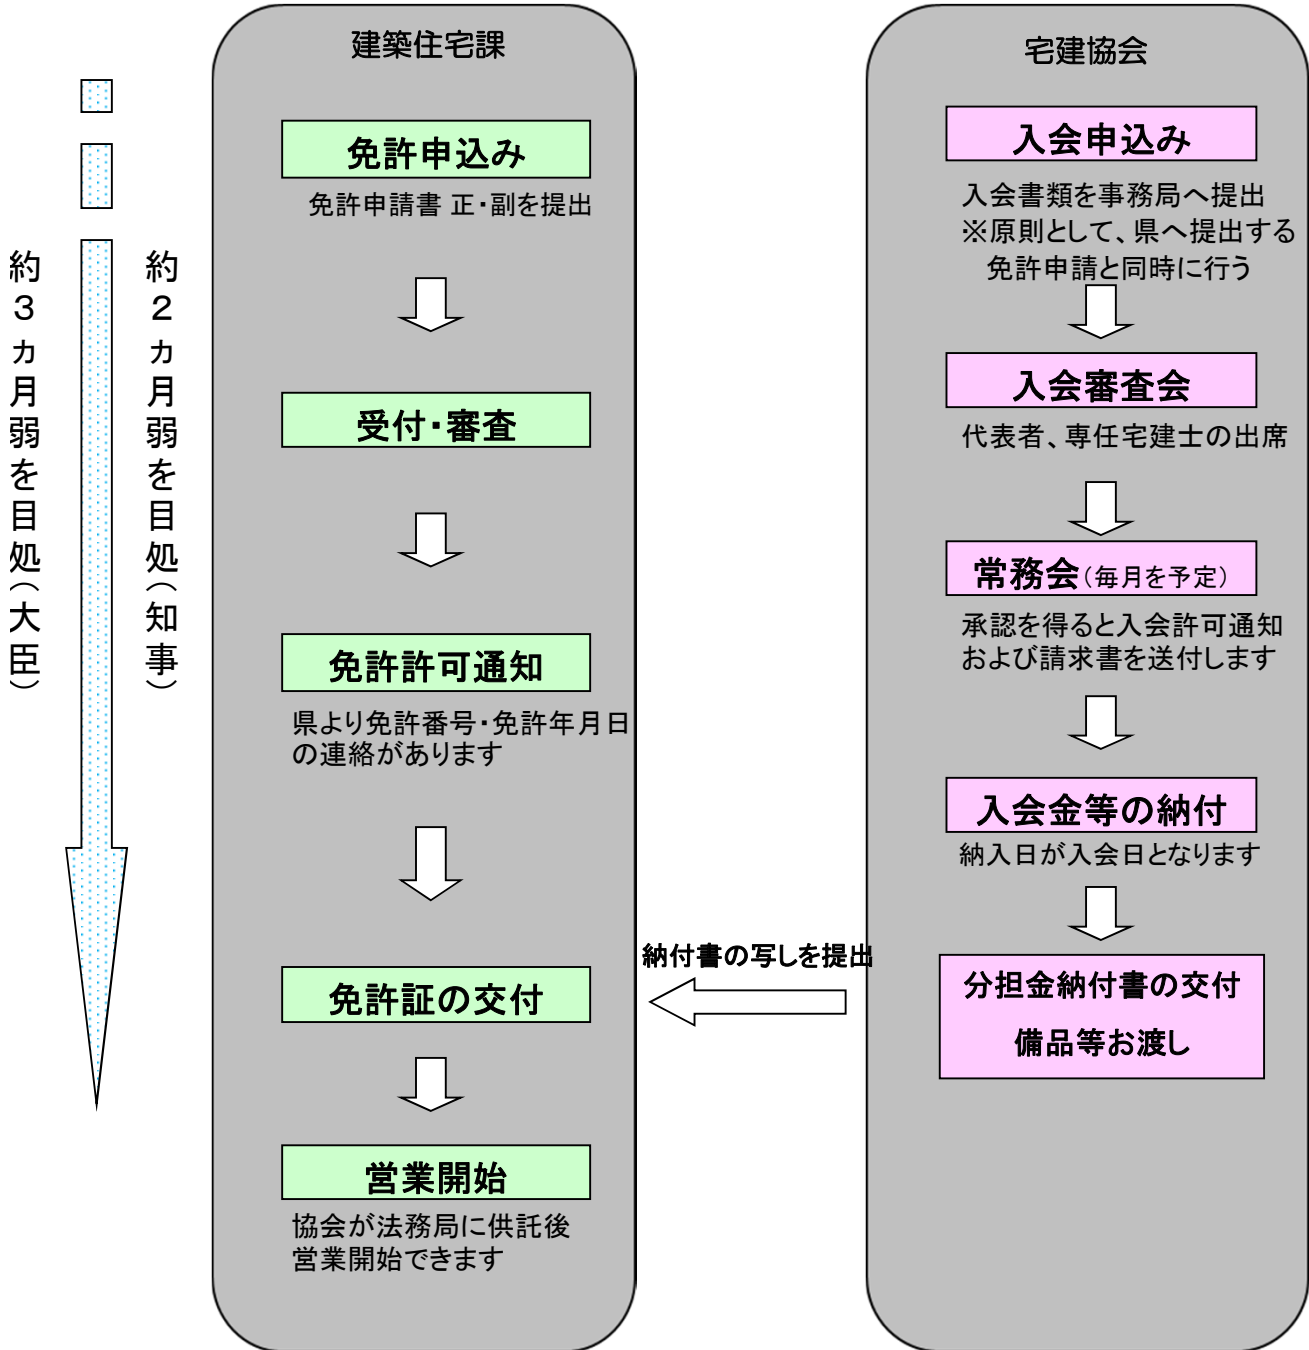 約３ヵ月弱を目処（大臣）
約２ヵ月弱を目処（知事）
建築住宅課
免許申込み
免許申請書 正・副を提出
受付・審査
免許許可通知
県より免許番号・免許年月日
の連絡があります
免許証の交付
営業開始
協会が法務局に供託後
営業開始できます
納付書の写しを提出
宅建協会
入会申込み
入会書類を事務局へ提出
※原則として、県へ提出する
免許申請と同時に行う
入会審査会
代表者、専任宅建士の出席
常務会（毎月を予定）
承認を得ると入会許可通知
および請求書を送付します
入会金等の納付
納入日が入会日となります
分担金納付書の交付
備品等お渡し